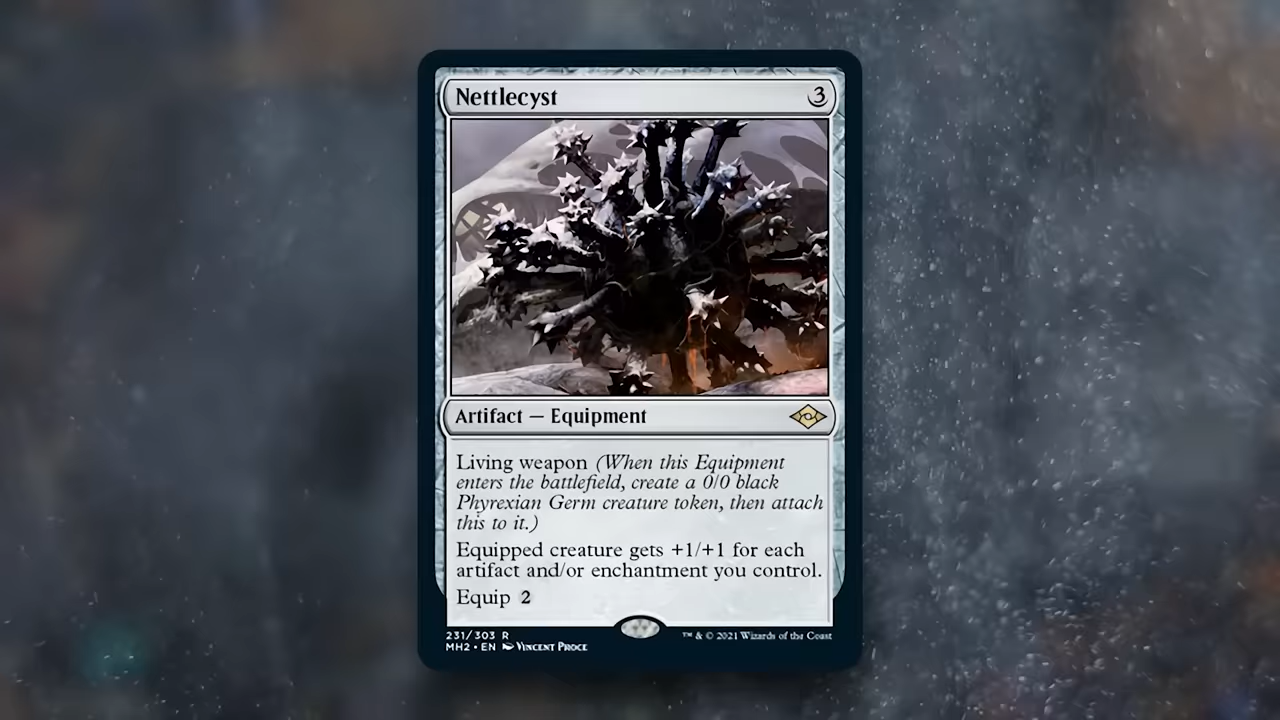 Nettlecyst 3
Artifact — Equipment
Living weapon (When this Equipment
enters the battlefield, create a 0/0 black
Phyrexian Germ creature token, then attach
this to it.)
Equipped creature gets +1/+1 for each
artifact and/or enchantment you control.
Equip 2
231/303 R
MH2 • EN Vincent Proce
™ & © 2021 Wizards of the Coast